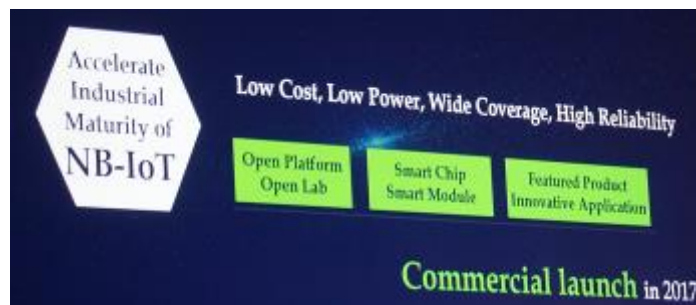 Accelerate
Industrial
Maturity of
NB-IoT
Low Cost, Low Power, Wide Coverage, High Reliability
Open Platform
Open Lab
Smart Chip
Smart Module
Featured Product
Innovative Application
Commercial launch in 2017